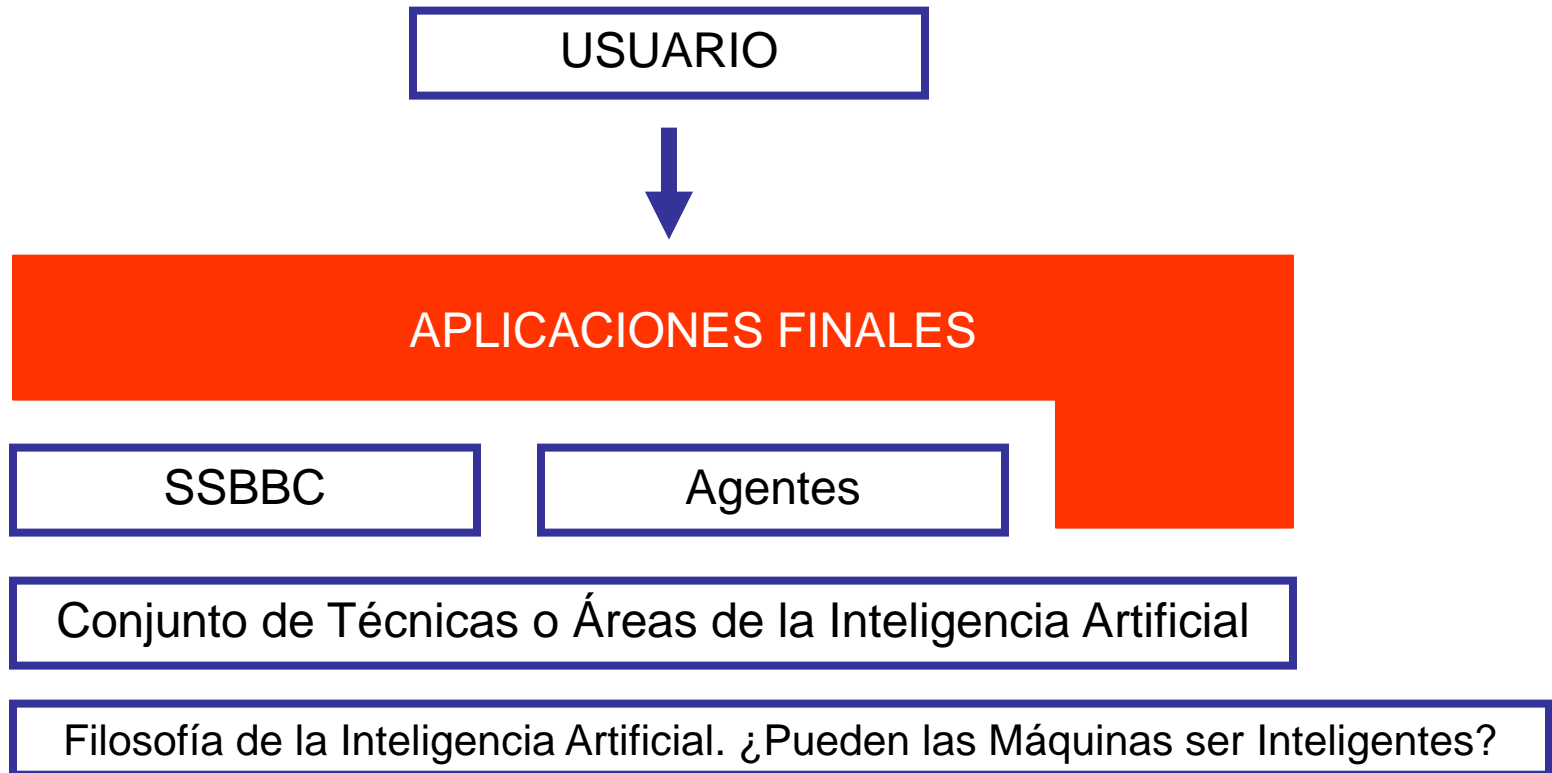 USUARIO
APLICACIONES FINALES
SSBBC
Agentes
Conjunto de Técnicas o Áreas de la Inteligencia Artificial
Filosofía de la Inteligencia Artificial. ¿Pueden las Máquinas ser Inteligentes?